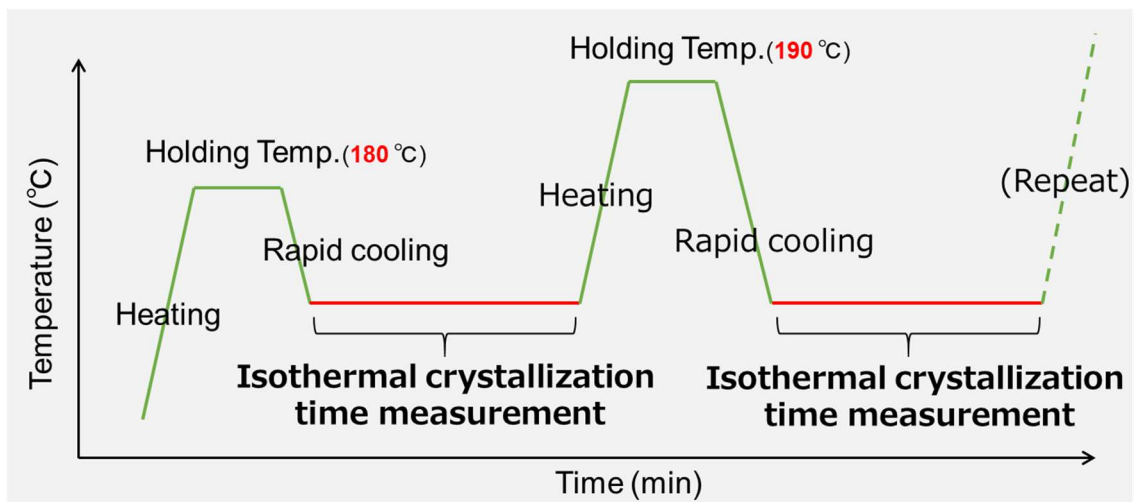 Holding Temp.(190 ℃)
Holding Temp.(180 ℃)
(Repeat)
Heating
Rapid cooling
Rapid cooling
Heating
Isothermal crystallization
time measurement
Isothermal crystallization
time measurement
Temperature (℃)
Time (min)